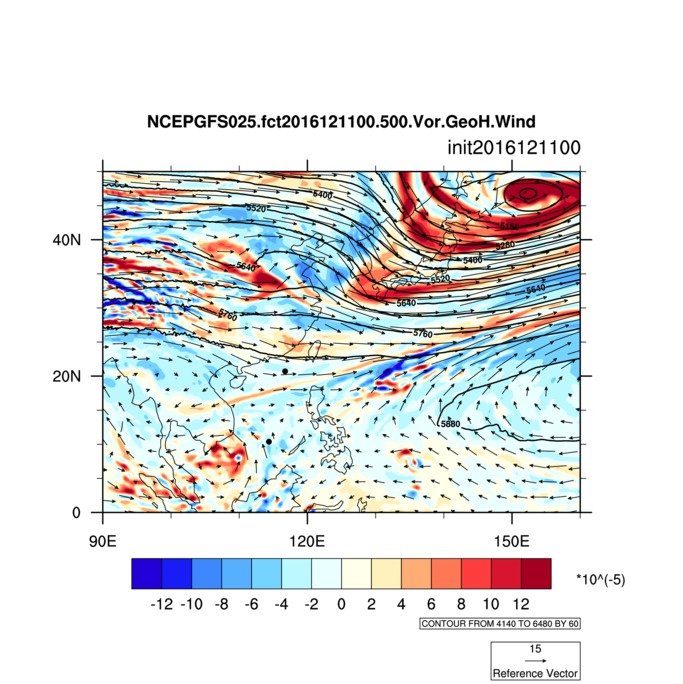 NCEPGFS025.fct2016121100.500.Vor.GeoH.Wind
init2016121100
5400
5520
5160
5280
40N
5400
5640
5520
5640
5640
5760
5760
20N
5880
0
90E 120E 150E
-12 -10 -8 -6 -4 -2 0 2 4 6 8 10 12
*10^(-5)
CONTOUR FROM 4140 TO 6480 BY 60
15
Reference Vector